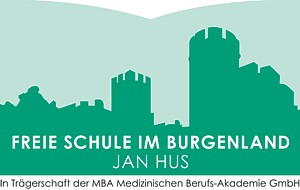 FREIE SCHULE IM BURGENLAND
JAN HUS
In Trägerschaft der MBA Medizinischen Berufs-Akademie GmbH